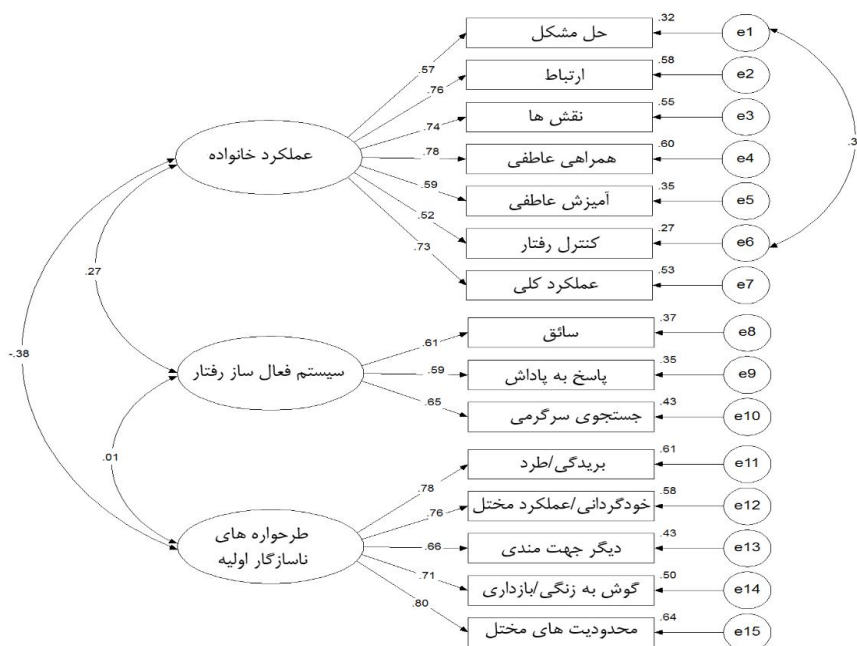 حل مشکل
.32
e1
.57
ارتباط
.58
e2
.76
نقش ها
.55
e3
.74
همراهی عاطفی
.60
e4
.78
آمیزش عاطفی
.35
e5
.59
کنترل رفتار
.27
e6
.52
عملکرد کلی
.53
e7
.73
.3
عملکرد خانواده
.27
-.38
سائق
.37
e8
.61
پاسخ به پاداش
.35
e9
.59
جستجوی سرگرمی
.43
e10
.65
سیستم فعال ساز رفتار
.01
بریدگی/طرد
.61
e11
.78
خودگردانی/عملکرد مختل
.58
e12
.76
دیگر جهت مندی
.43
e13
.66
گوش به زنگی/بازداری
.50
e14
.71
محدودیت های مختل
.64
e15
.80
طرحواره های
ناسازگار اولیه